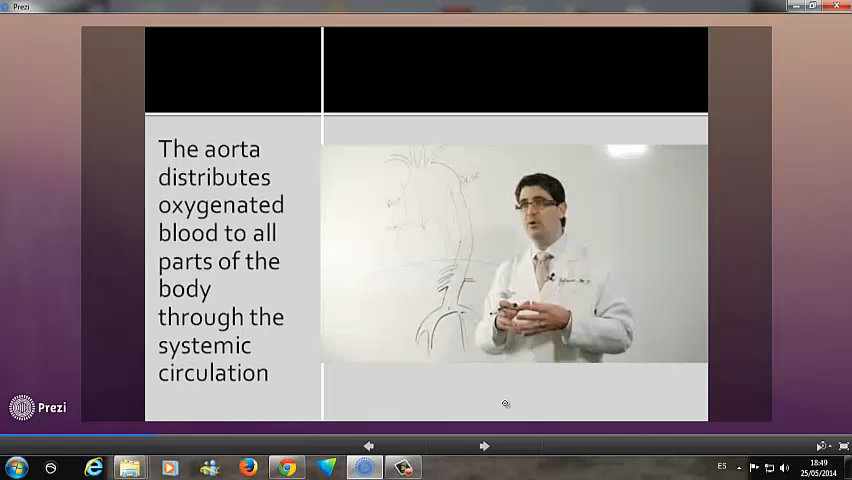 Prezi
The aorta
distributes
oxygenated
blood to all
parts of the
body
through the
systemic
circulation
Prezi
ES
18:49
25/05/2014